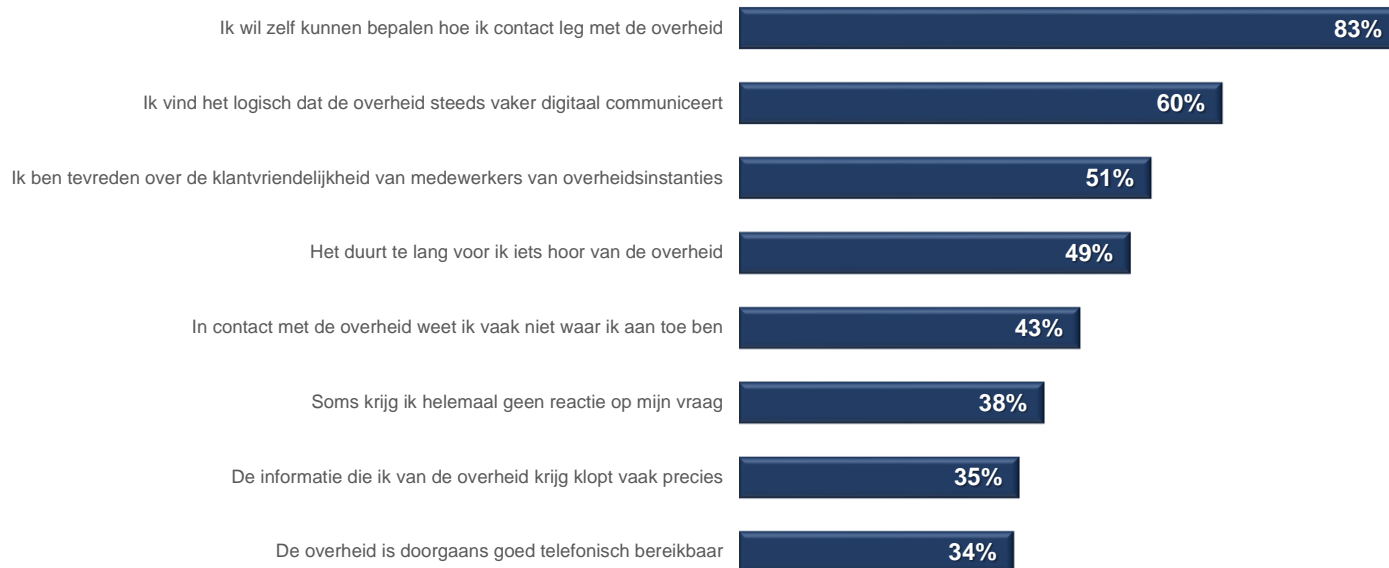 Ik wil zelf kunnen bepalen hoe ik contact leg met de overheid 83%
Ik vind het logisch dat de overheid steeds vaker digitaal communiceert 60%
Ik ben tevreden over de klantvriendelijkheid van medewerkers van overheidsinstanties 51%
Het duurt te lang voor ik iets hoor van de overheid 49%
In contact met de overheid weet ik vaak niet waar ik aan toe ben 43%
Soms krijg ik helemaal geen reactie op mijn vraag 38%
De informatie die ik van de overheid krijg klopt vaak precies 35%
De overheid is doorgaans goed telefonisch bereikbaar 34%